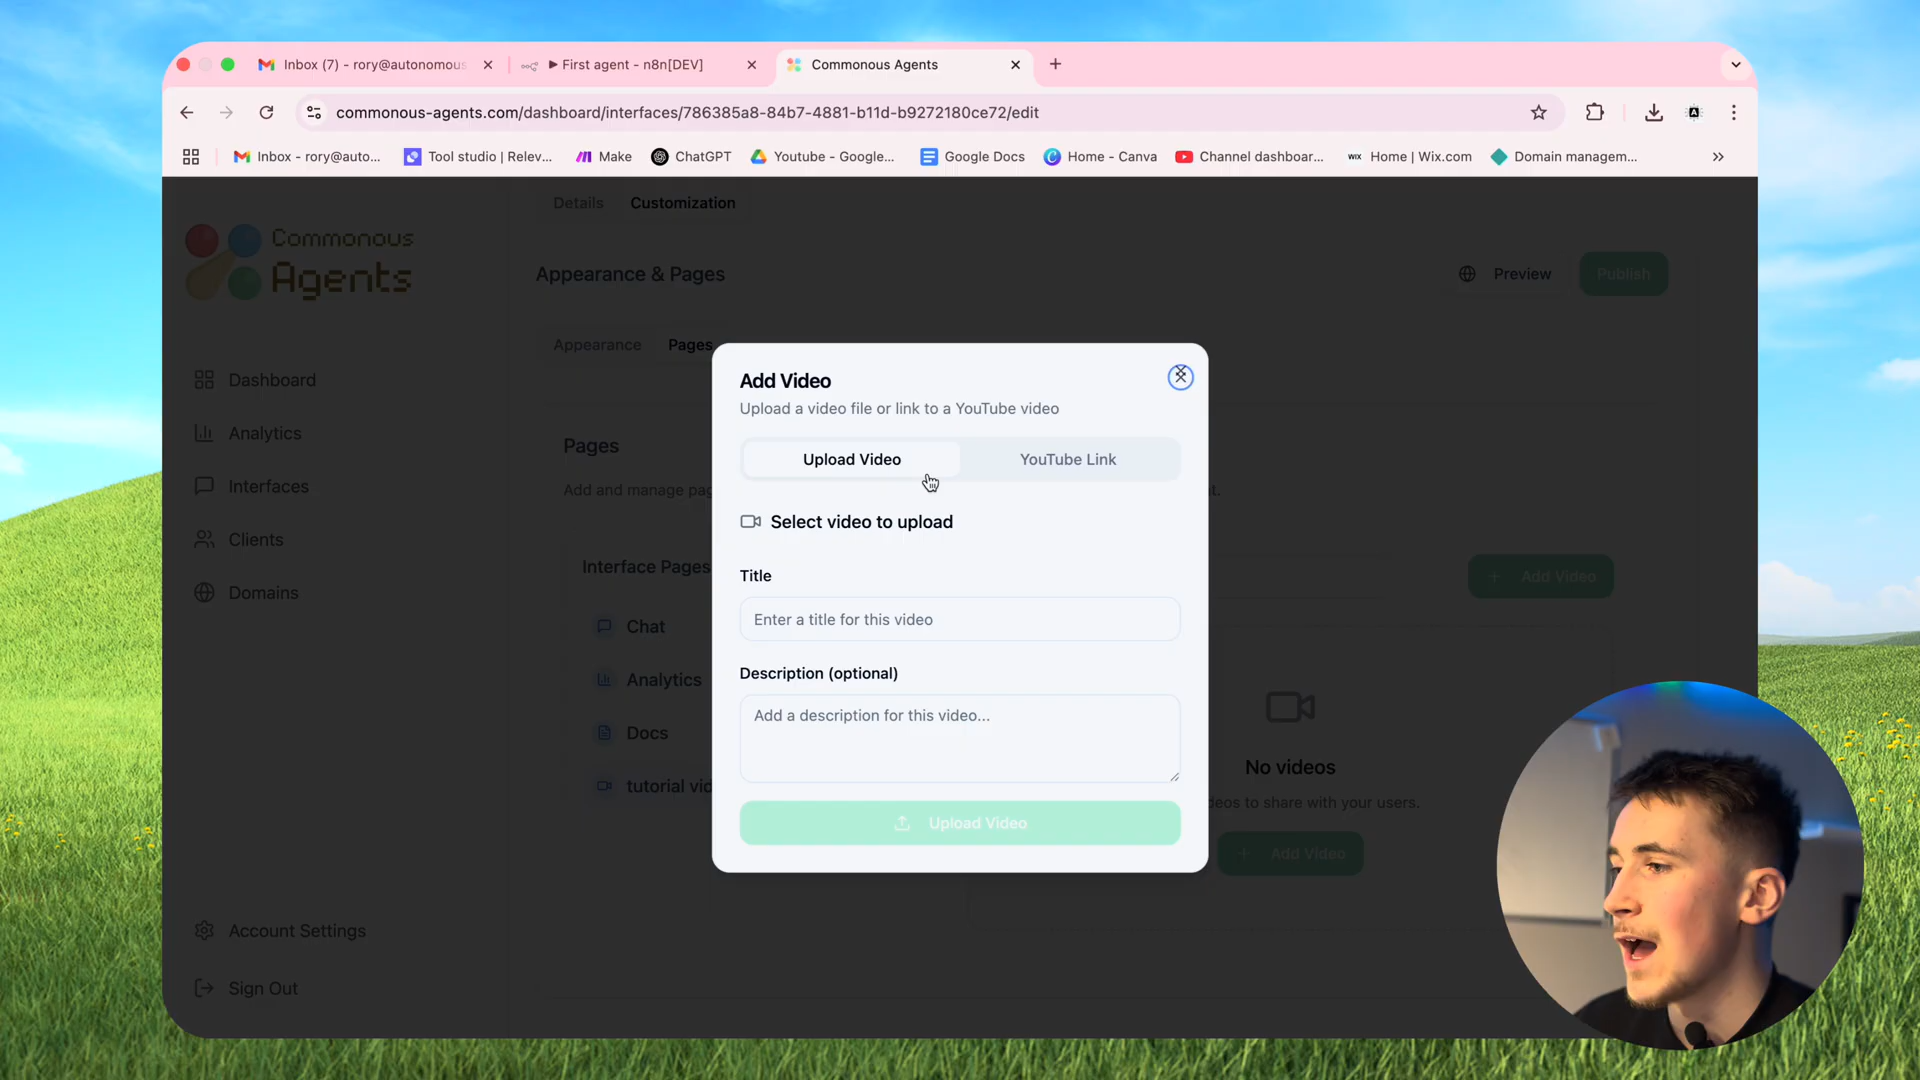 Inbox (7) - rory@autonomous
▶ First agent - n8n[DEV]
Commonous Agents
commonous-agents.com/dashboard/interfaces/786385a8-84b7-4881-b11d-b9272180ce72/edit
Inbox - rory@auto...
Tool studio | Relev...
Make
ChatGPT
Youtube - Google...
Google Docs
Home - Canva
Channel dashboar...
WIX Home | Wix.com
Domain managem...
Details
Customization
Commonous
Agents
Appearance & Pages
Preview
Publish
Appearance
Pages
Dashboard
Analytics
Interfaces
Clients
Domains
Account Settings
Sign Out
Pages
Add and manage pag
t.
Interface Pages
Add Video
Chat
Analytics
Docs
tutorial vid
Add Video
Upload a video file or link to a YouTube video
Upload Video
YouTube Link
Select video to upload
Title
Enter a title for this video
Description (optional)
Add a description for this video...
Upload Video
No videos
deos to share with your users.
Add Video